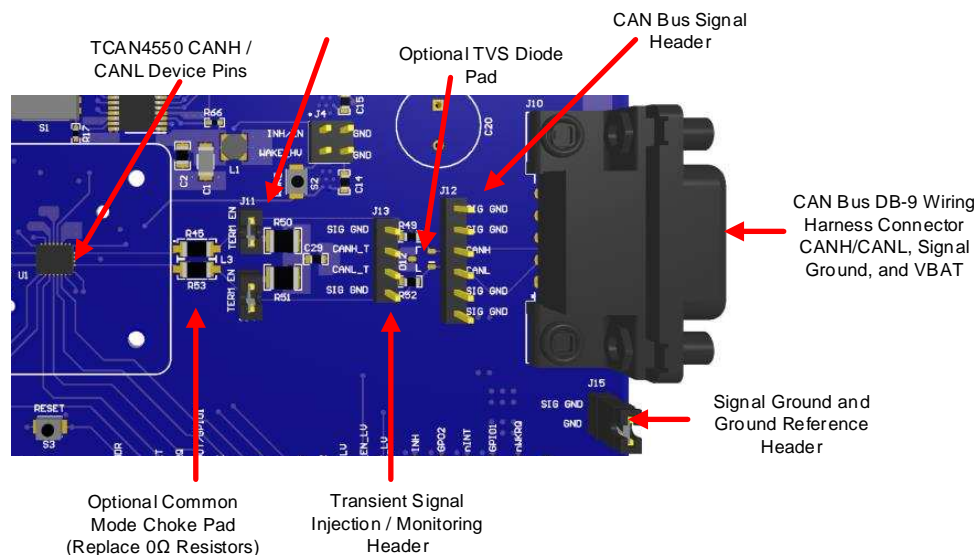 TCAN4550 CANH /
CANL Device Pins
Optional TVS Diode
Pad
CAN Bus Signal
Header
CAN Bus DB-9 Wiring
Harness Connector
CANH/CANL, Signal
Ground, and VBAT
Signal Ground and
Ground Reference
Header
Optional Common
Mode Choke Pad
(Replace 0Ω Resistors)
Transient Signal
Injection / Monitoring
Header
S1
R17
R66
C2
C1
L1
J4
INH/EN
GND
WAKE_HV
GND
S2
C15
C14
C20
J10
J11
TERM EN
TERM EN
R50
R51
C29
J13
SIG GND
CANH_T
CANL_T
SIG GND
R49
D12
R52
J12
SIG GND
SIG GND
CANH
CANL
SIG GND
SIG GND
U1
R45
L3
R53
J15
SIG GND
GND
RESET
S3
EN_LV
INH
GPO2
nINT
GPIO1
nWKRQ